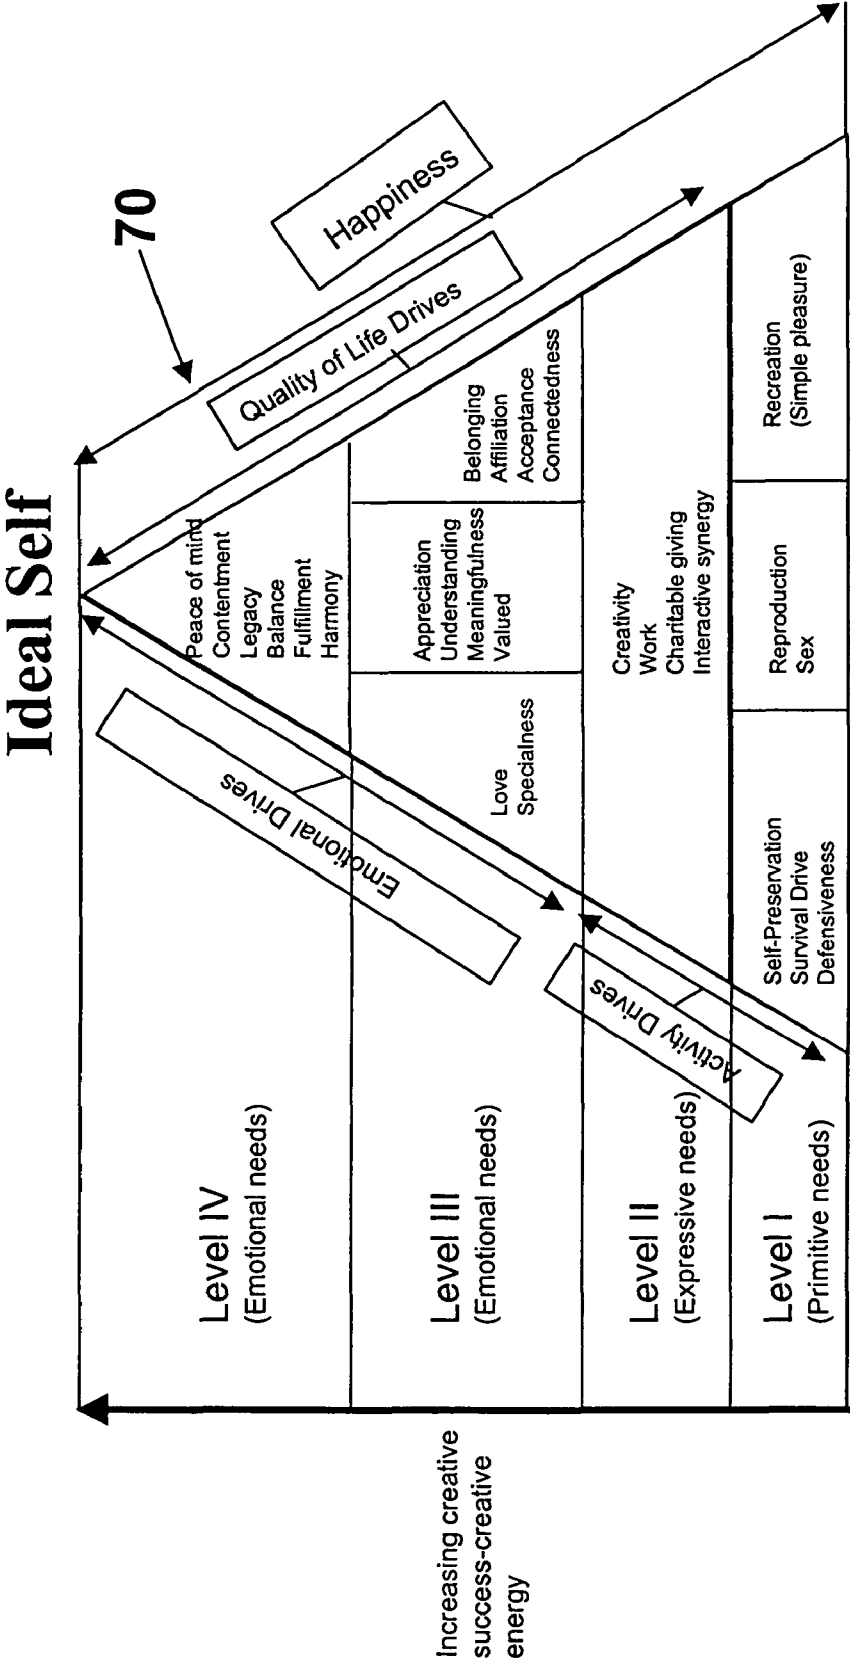 Ideal Self
70
Happiness
Quality of Life Drives
Emotional Drives
Activity Drives
Level IV
(Emotional needs)
Peace of mind
Contentment
Legacy
Balance
Fulfillment
Harmony
Level III
(Emotional needs)
Love
Specialness
Appreciation
Understanding
Meaningfulness
Valued
Belonging
Affiliation
Acceptance
Connectedness
Level II
(Expressive needs)
Creativity
Work
Charitable giving
Interactive synergy
Level I
(Primitive needs)
Self-Preservation
Survival Drive
Defensiveness
Reproduction
Sex
Recreation
(Simple pleasure)
Increasing creative
success-creative
energy